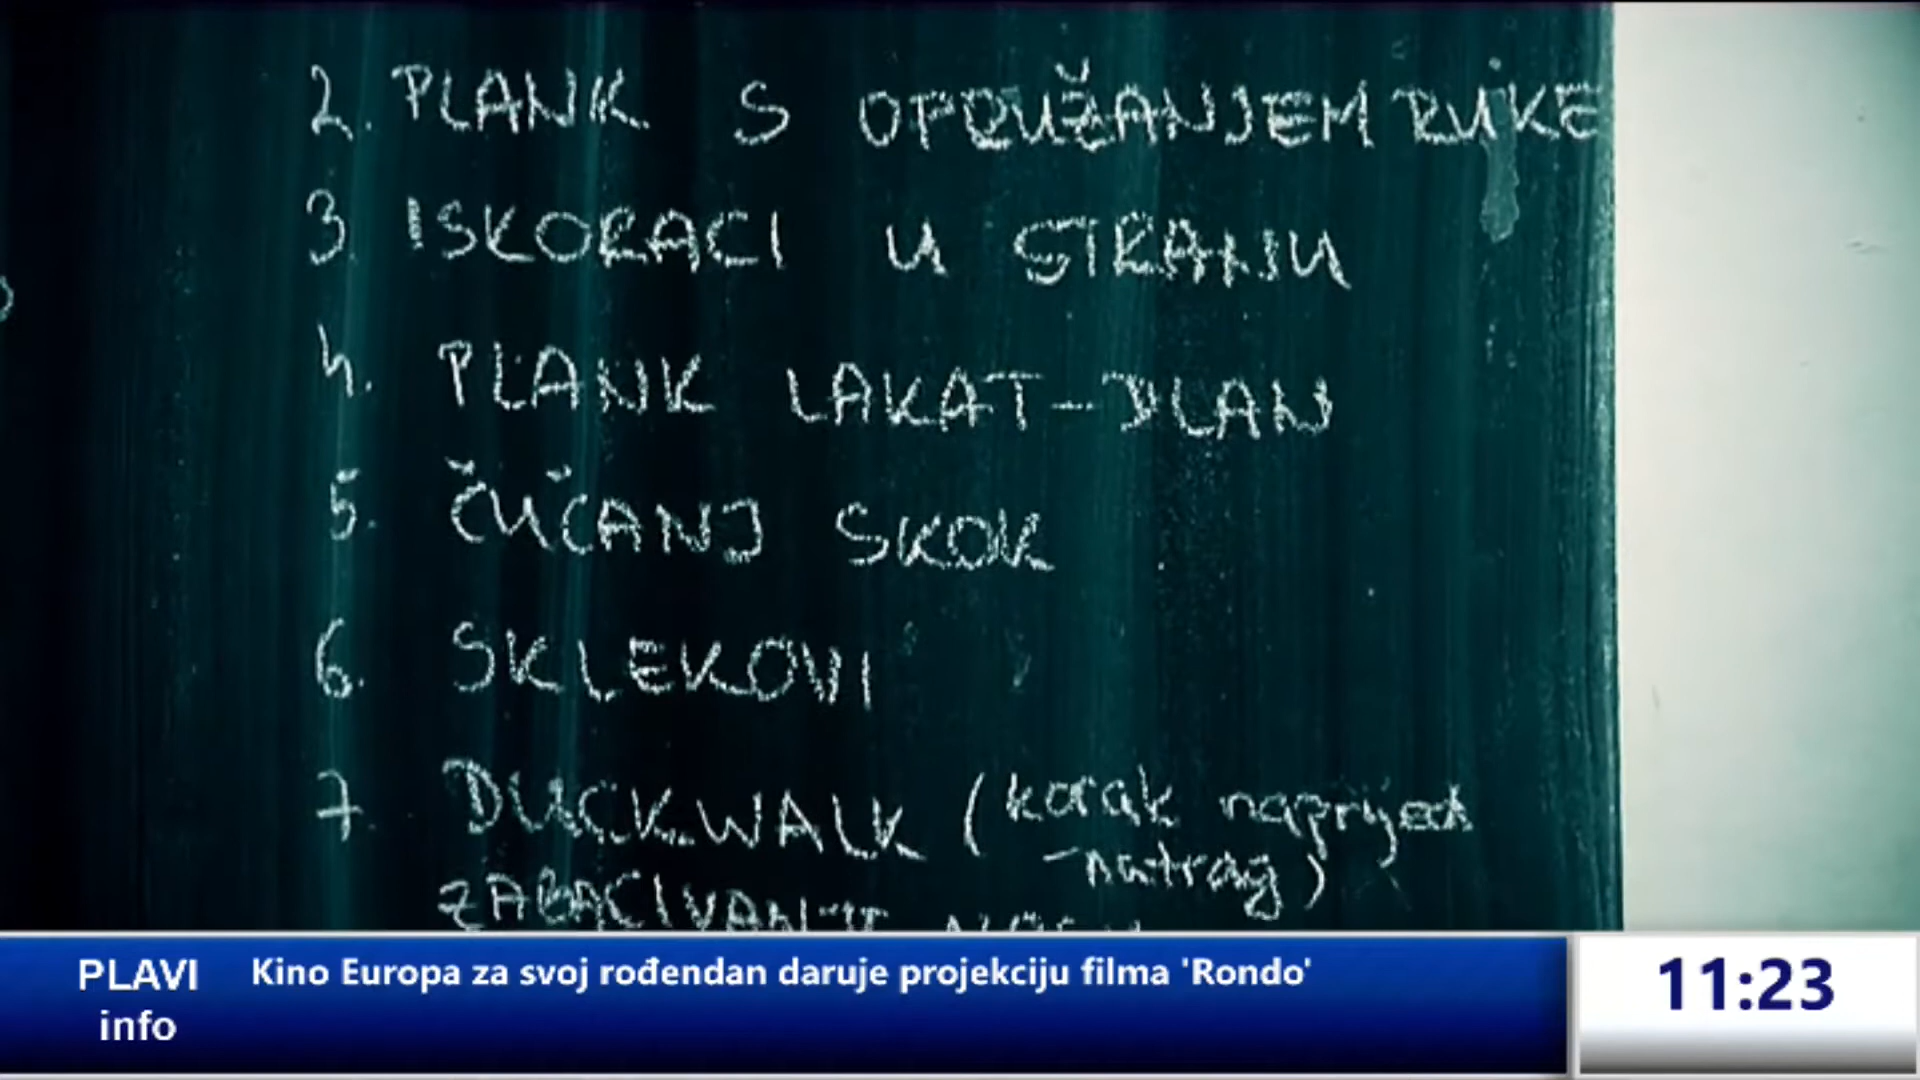 2. PLANK S OPRUŽANJEM RUKE
3. ISKORACI U STRANU
4. PLANK LAKAT-DLAN
5. ČUČANJ SKOK
6. SKLEKOVI
7. DUCKWALK (korak naprijed
-natrag)
ZABACIVANJE
PLAVI
info
Kino Europa za svoj rođendan daruje projekciju filma 'Rondo'
11:23